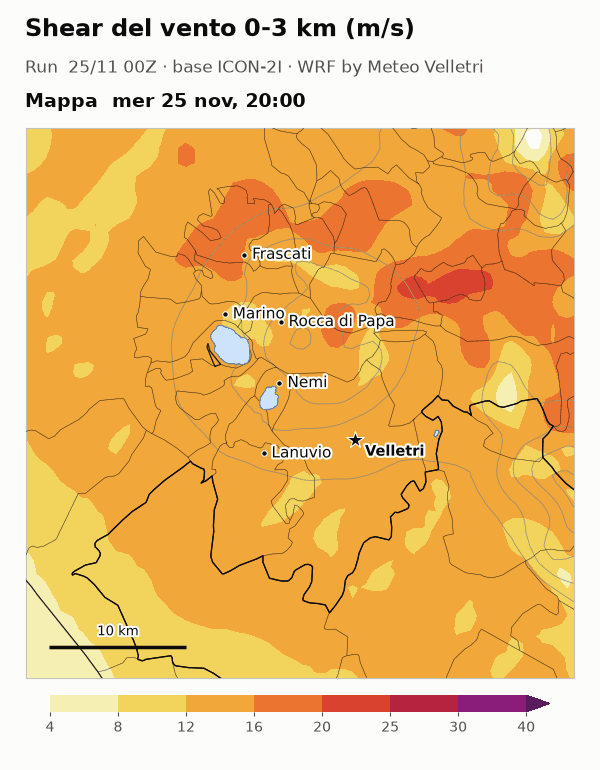 Shear del vento 0-3 km (m/s)
Run 25/11 00Z · base ICON-2I · WRF by Meteo Velletri
Mappa mer 25 nov, 20:00
Frascati
Marino
Rocca di Papa
Nemi
Velletri
Lanuvio
10 km
4 8 12 16 20 25 30 40